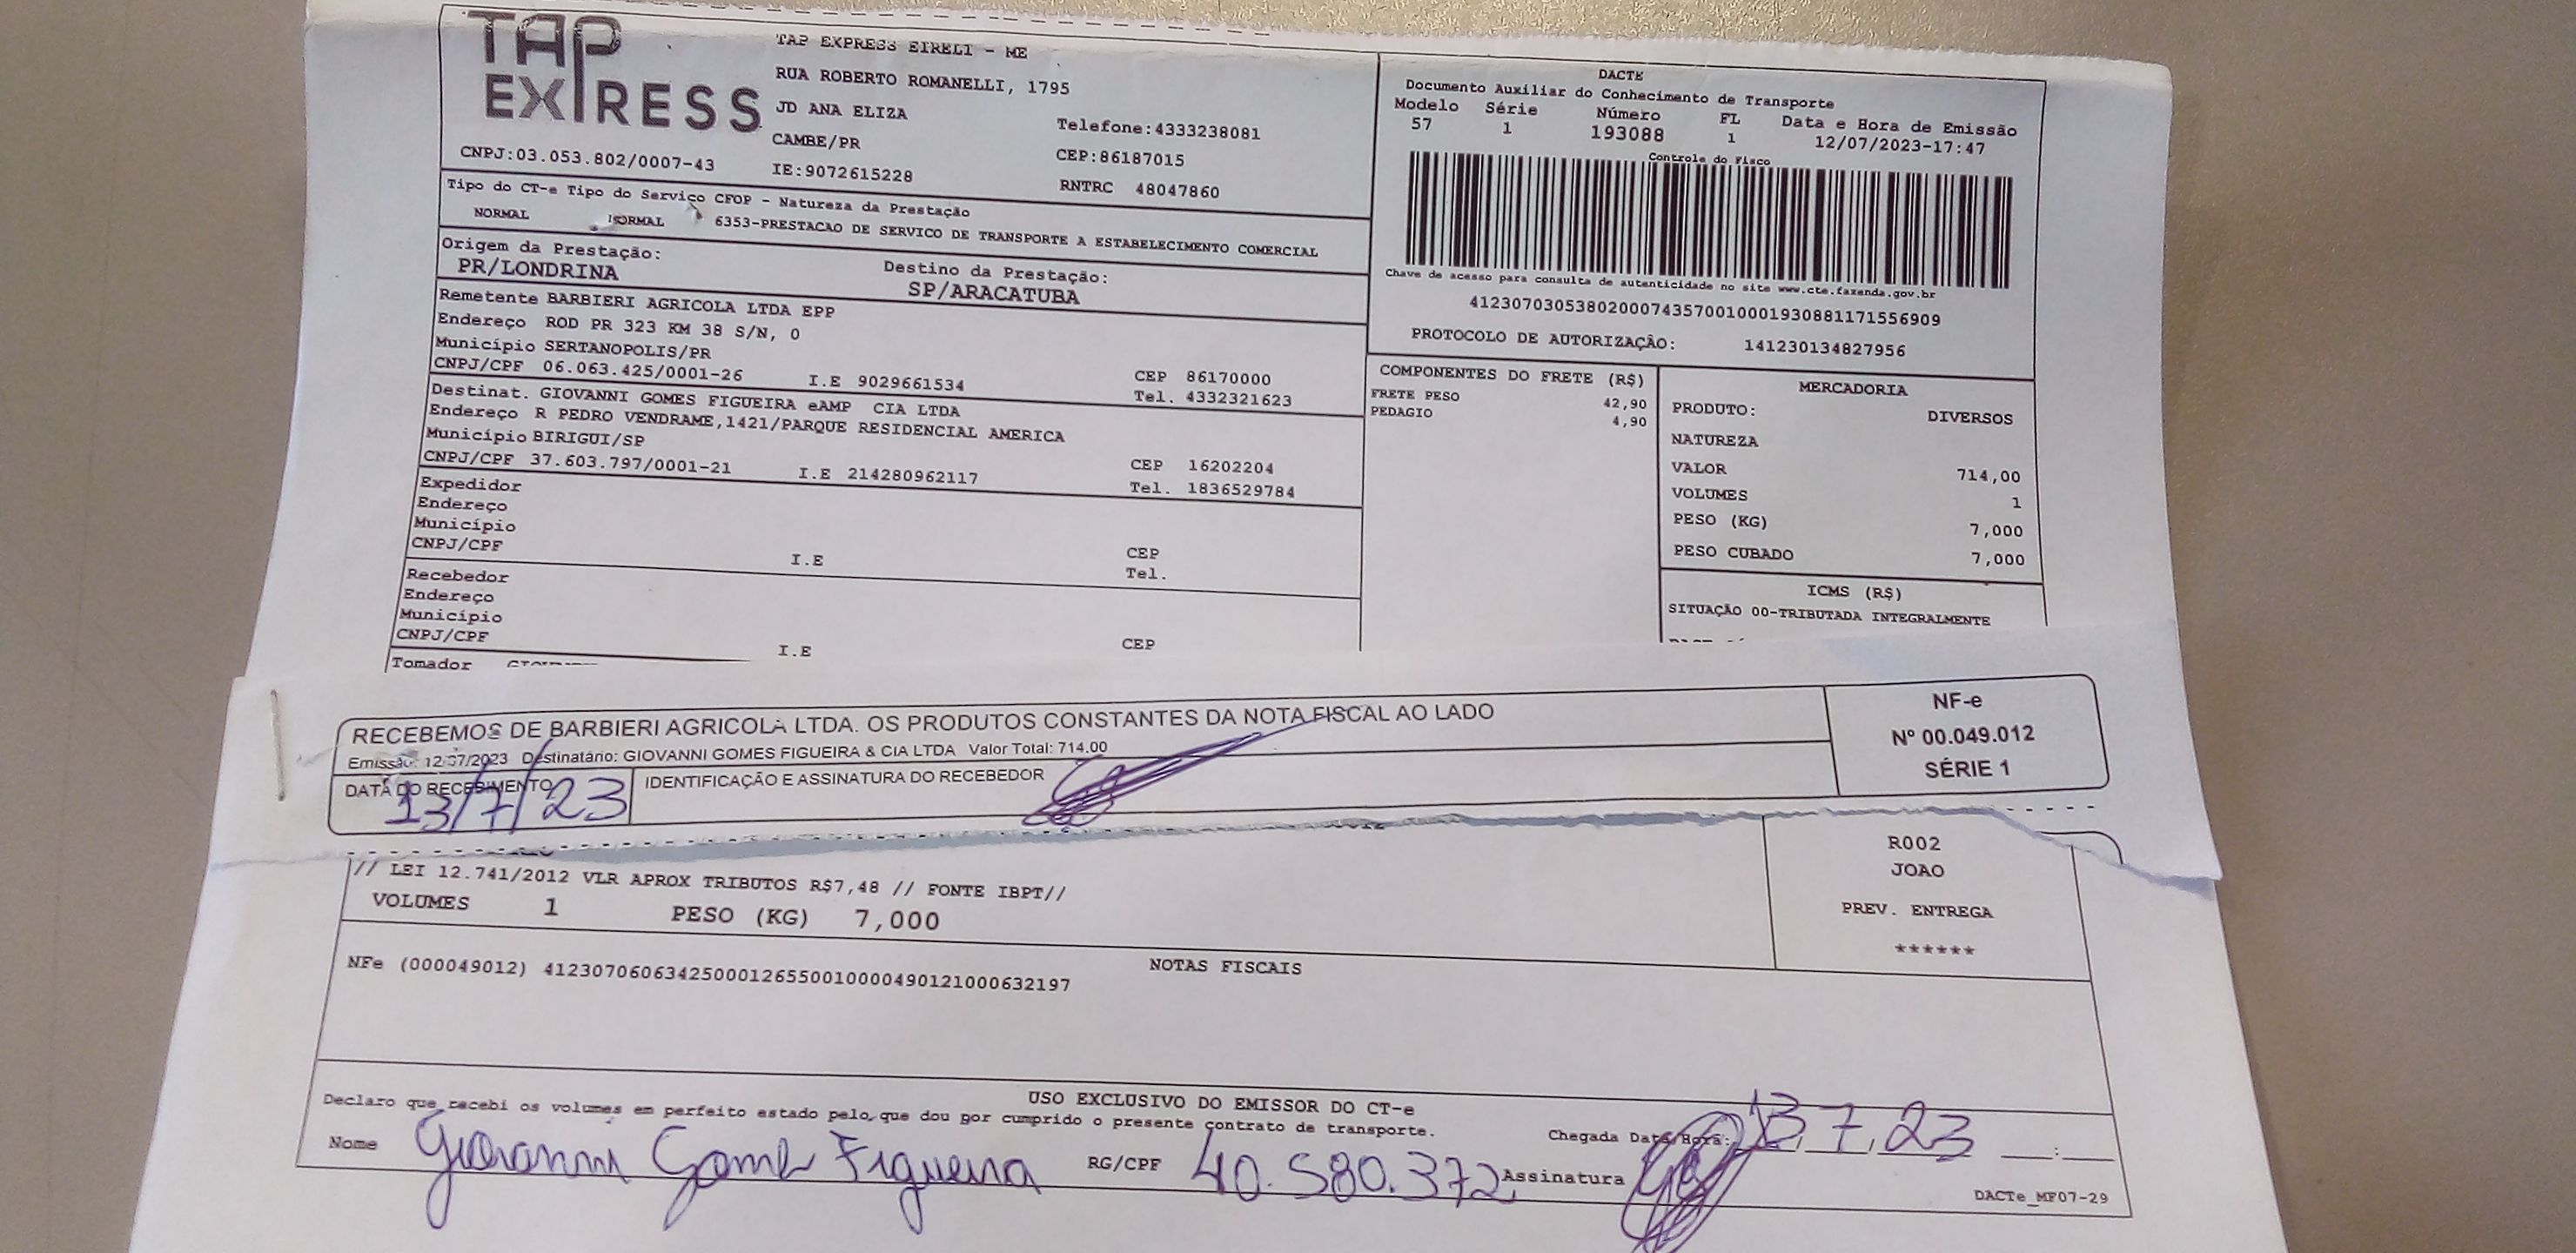 TAP EXPRESS
TAP EXPRESS EIRELI - ME
RUA ROBERTO ROMANELLI, 1795
JD ANA ELIZA
CAMBE/PR
Telefone:4333238081
CEP:86187015
CNPJ:03.053.802/0007-43
IE:9072615228
RNTRC 48047860
DACTE
Documento Auxiliar do Conhecimento de Transporte
Modelo Série Número FL Data e Hora de Emissão
57 1 193088 1 12/07/2023-17:47
Controle do Fisco
Chave de acesso para consulta de autenticidade no site www.cte.fazenda.gov.br
41230703053802000743570010001930881171556909
PROTOCOLO DE AUTORIZAÇÃO: 141230134827956
Tipo do CT-e Tipo do Serviço CFOP - Natureza da Prestação
NORMAL NORMAL 6353-PRESTACAO DE SERVICO DE TRANSPORTE A ESTABELECIMENTO COMERCIAL
Origem da Prestação: Destino da Prestação:
PR/LONDRINA SP/ARACATUBA
Remetente BARBIERI AGRICOLA LTDA EPP
Endereço ROD PR 323 KM 38 S/N, 0
Município SERTANOPOLIS/PR CEP 86170000
CNPJ/CPF 06.063.425/0001-26 I.E 9029661534 Tel. 4332321623
Destinat. GIOVANNI GOMES FIGUEIRA eAMP CIA LTDA
Endereço R PEDRO VENDRAME,1421/PARQUE RESIDENCIAL AMERICA
Município BIRIGUI/SP CEP 16202204
CNPJ/CPF 37.603.797/0001-21 I.E 214280962117 Tel. 1836529784
Expedidor
Endereço
Município CEP
CNPJ/CPF I.E Tel.
Recebedor
Endereço
Município CEP
CNPJ/CPF I.E
Tomador
COMPONENTES DO FRETE (R$)
FRETE PESO 42,90
PEDAGIO 4,90
MERCADORIA
PRODUTO: DIVERSOS
NATUREZA
VALOR 714,00
VOLUMES 1
PESO (KG) 7,000
PESO CUBADO 7,000
ICMS (R$)
SITUAÇÃO 00-TRIBUTADA INTEGRALMENTE
RECEBEMOS DE BARBIERI AGRICOLA LTDA. OS PRODUTOS CONSTANTES DA NOTA FISCAL AO LADO
Emissão: 12/07/2023 Destinatário: GIOVANNI GOMES FIGUEIRA & CIA LTDA Valor Total: 714.00
DATA DO RECEBIMENTO IDENTIFICAÇÃO E ASSINATURA DO RECEBEDOR
13/7/23
NF-e
Nº 00.049.012
SÉRIE 1
// LEI 12.741/2012 VLR APROX TRIBUTOS R$7,48 // FONTE IBPT//
VOLUMES 1 PESO (KG) 7,000
R002
JOAO
PREV. ENTREGA
******
NOTAS FISCAIS
NFe (000049012) 41230706063425000126550010000490121000632197
USO EXCLUSIVO DO EMISSOR DO CT-e
Declaro que recebi os volumes em perfeito estado pelo que dou por cumprido o presente contrato de transporte.
Chegada Data/Hora: 13 7 23 :
Nome Giovanni Gomes Figueira RG/CPF 40.580.372 Assinatura
DACTe_MF07-29